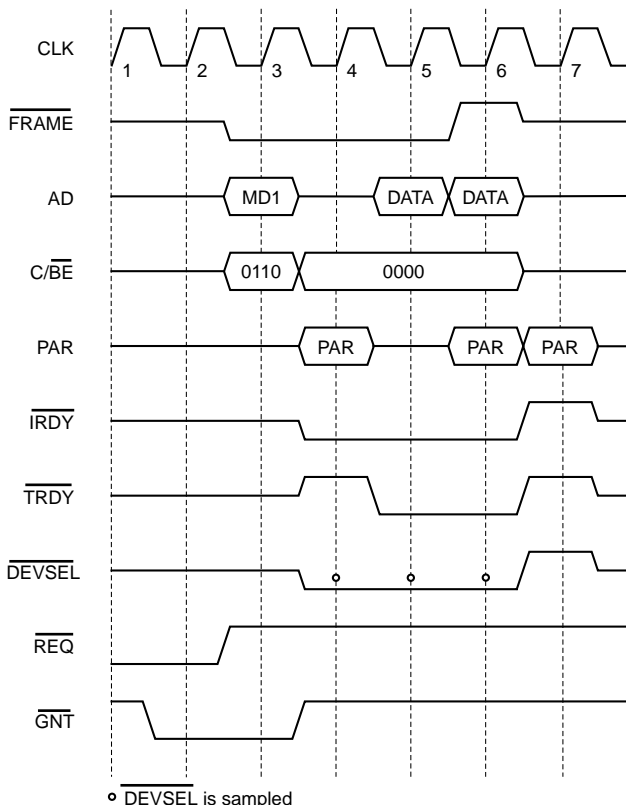 CLK
1 2 3 4 5 6 7
FRAME
AD MD1 DATA DATA
C/BE 0110 0000
PAR PAR PAR PAR
IRDY
TRDY
DEVSEL
REQ
GNT
DEVSEL is sampled